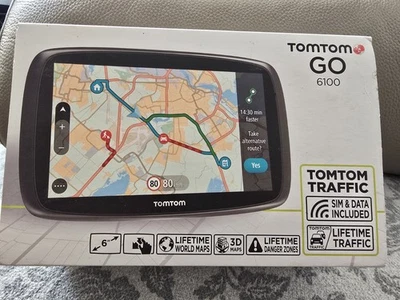 TOMTOM
GO
6100
14:30 min
faster
Take
alternative
route?
Yes
80
80
TOMTOM
TOMTOM
TRAFFIC
SIM & DATA
INCLUDED
LIFETIME
TRAFFIC
6"
LIFETIME
WORLD MAPS
3D
MAPS
LIFETIME
DANGER ZONES